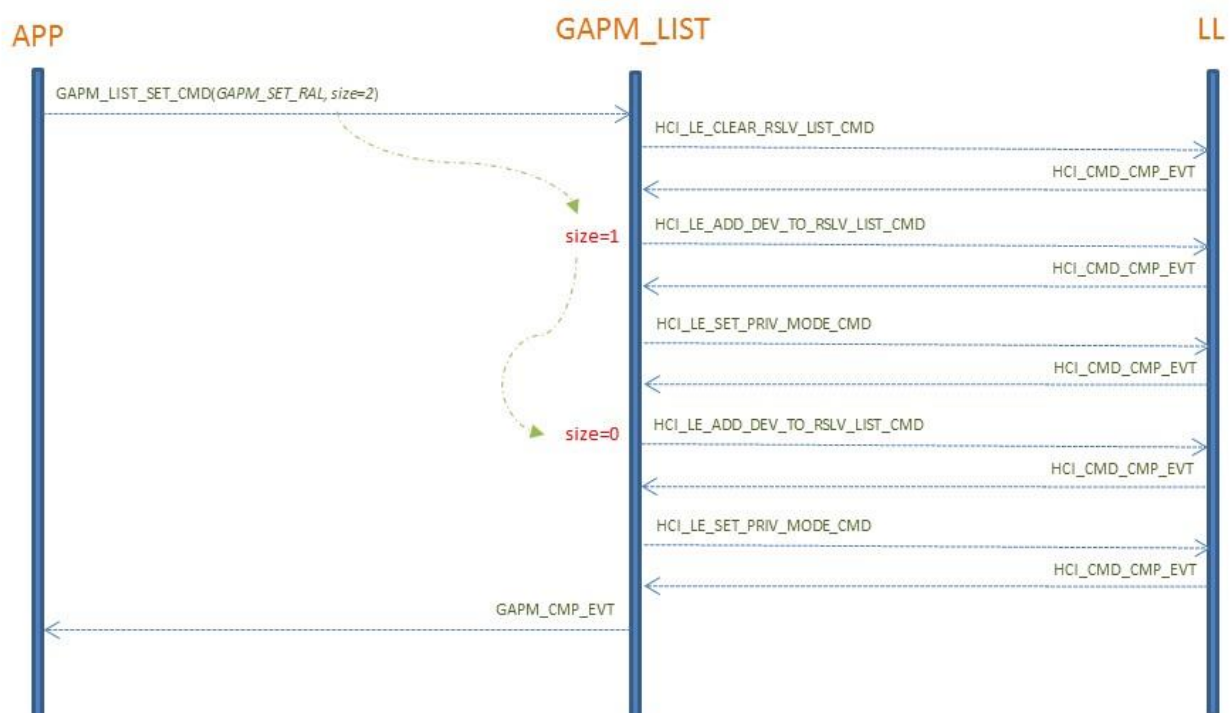 APP
GAPM_LIST
LL
GAPM_LIST_SET_CMD(GAPM_SET_RAL, size=2)
HCI_LE_CLEAR_RSLV_LIST_CMD
HCI_CMD_CMP_EVT
size=1
HCI_LE_ADD_DEV_TO_RSLV_LIST_CMD
HCI_CMD_CMP_EVT
HCI_LE_SET_PRIV_MODE_CMD
HCI_CMD_CMP_EVT
size=0
HCI_LE_ADD_DEV_TO_RSLV_LIST_CMD
HCI_CMD_CMP_EVT
HCI_LE_SET_PRIV_MODE_CMD
HCI_CMD_CMP_EVT
GAPM_CMP_EVT